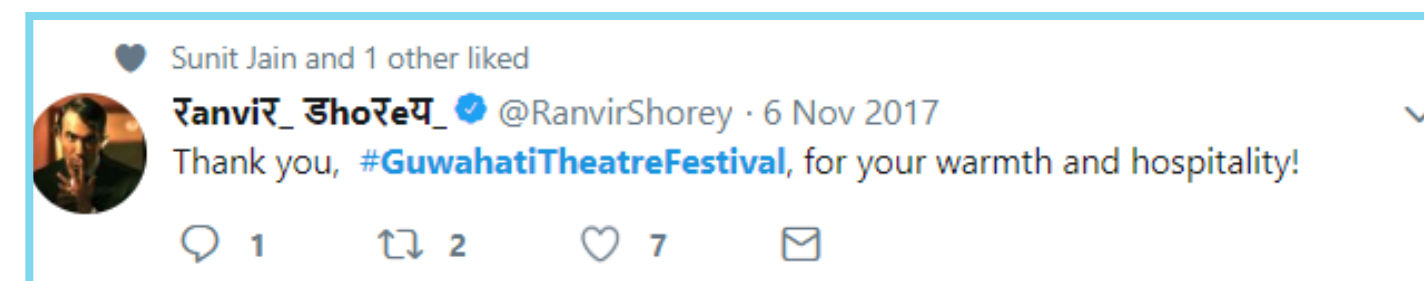 Sunit Jain and 1 other liked
रanviर_ डhoरeय_ @RanvirShorey · 6 Nov 2017
Thank you, #GuwahatiTheatreFestival, for your warmth and hospitality!
1 2 7